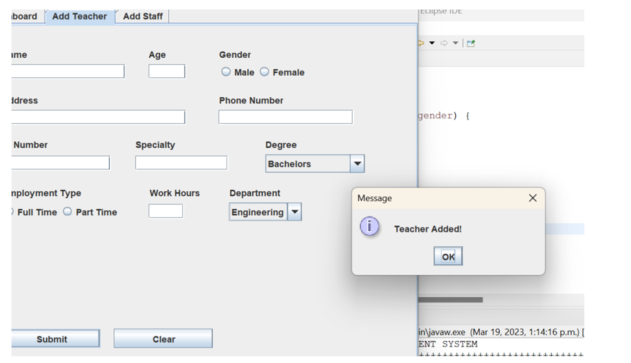 board Add Teacher Add Staff
Eclipse IDE
ame Age Gender
Male Female
ddress Phone Number
gender) {
Number Specialty Degree
Bachelors
nployment Type Work Hours Department
Full Time Part Time Engineering
Message
Teacher Added!
OK
Submit Clear
in\javaw.exe (Mar 19, 2023, 1:14:16 p.m.) [
ENT SYSTEM
++++++++++++++++++++++++++++